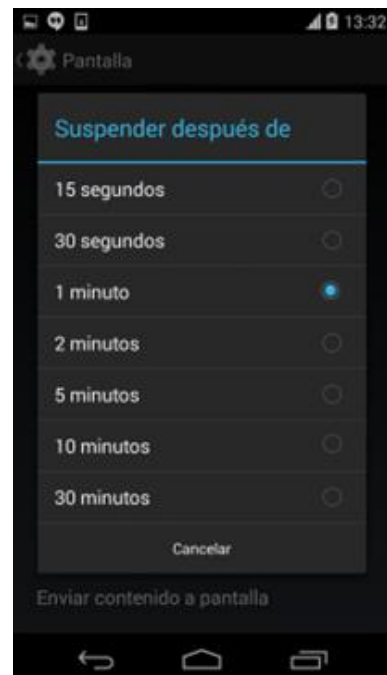 13:32
Pantalla
Suspender después de
15 segundos
30 segundos
1 minuto
2 minutos
5 minutos
10 minutos
30 minutos
Cancelar
Enviar contenido a pantalla